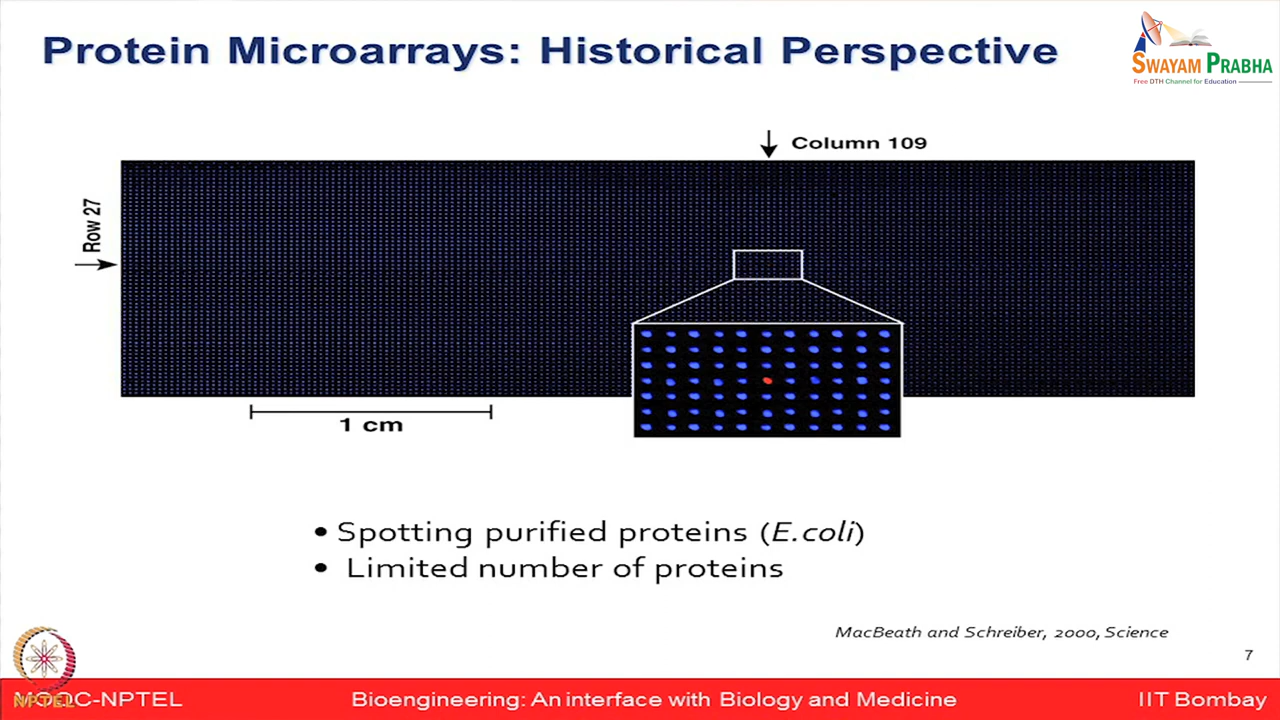 Protein Microarrays: Historical Perspective
SWAYAM PRABHA
Free DTH Channel for Education
Column 109
Row 27
1 cm
• Spotting purified proteins (E.coli)
• Limited number of proteins
MacBeath and Schreiber, 2000, Science
7
NPTEL
MOOC-NPTEL
Bioengineering: An interface with Biology and Medicine
IIT Bombay